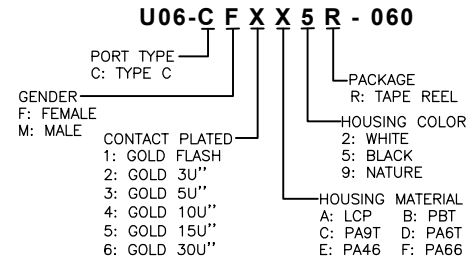 U06-CFXX5R-060
PORT TYPE
C: TYPE C
GENDER
F: FEMALE
M: MALE
CONTACT PLATED
1: GOLD FLASH
2: GOLD 3U''
3: GOLD 5U''
4: GOLD 10U''
5: GOLD 15U''
6: GOLD 30U''
PACKAGE
R: TAPE REEL
HOUSING COLOR
2: WHITE
5: BLACK
9: NATURE
HOUSING MATERIAL
A: LCP B: PBT
C: PA9T D: PA6T
E: PA46 F: PA66